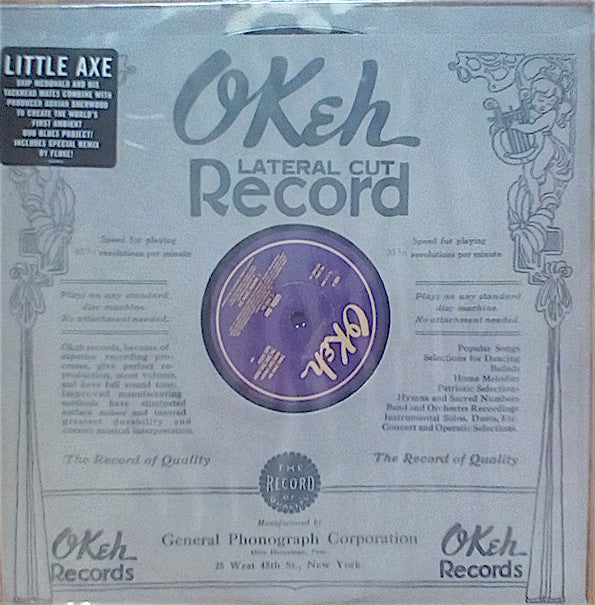 LITTLE AXE
SKIP MCDONALD AND HIS
TACKHEAD MATES COMBINE WITH
PRODUCER ADRIAN SHERWOOD
TO CREATE THE WORLD'S
FIRST AMBIENT
DUB BLUES PROJECT!
INCLUDES SPECIAL REMIX
BY FLUKE!
OKeh
LATERAL CUT
Record
Speed for playing
revolutions per minute
Plays on any standard
disc machine.
No attachment needed.
Okeh records, because of
superior recording pro-
cesses, give perfect re-
production, most volume,
and have full round tone.
Improved manufacturing
methods have eliminated
surface noises and insured
greatest durability and
correct musical interpretation.
The Record of Quality
OKeh
Speed for playing
revolutions per minute
Plays on any standard
disc machine.
No attachment needed.
Popular Songs
Selections for Dancing
Ballads
Home Melodies
Patriotic Selections
Hymns and Sacred Numbers
Band and Orchestra Recordings
Instrumental Solos, Duets, Etc.
Concert and Operatic Selections.
The Record of Quality
THE
RECORD
OF
QUALITY
Manufactured by
General Phonograph Corporation
Otto Heineman, Pres.
25 West 45th St., New York.
OKeh
Records
OKeh
Records